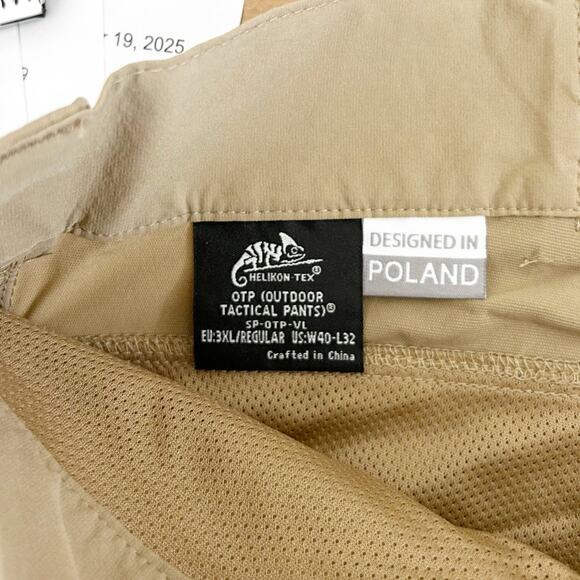 19, 2025
9
HELIKON-TEX®
OTP (OUTDOOR
TACTICAL PANTS)®
SP-OTP-VL
EU:3XL/REGULAR US:W40-L32
Crafted in China
DESIGNED IN
POLAND